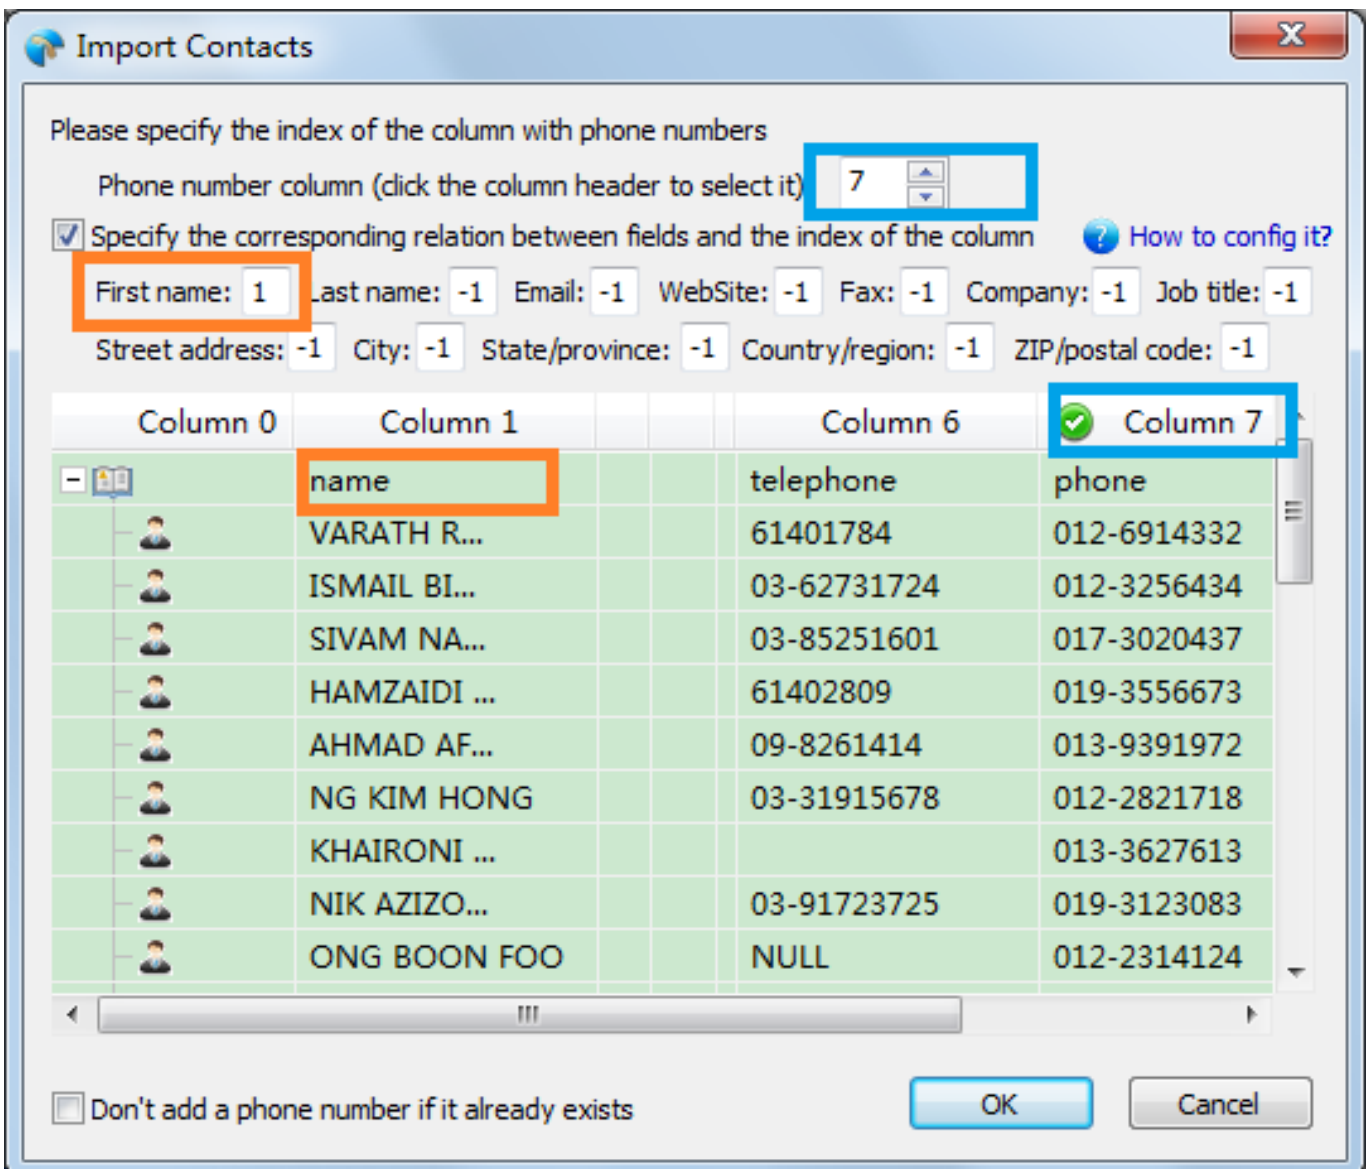 Import Contacts
Please specify the index of the column with phone numbers
Phone number column (click the column header to select it) 7
Specify the corresponding relation between fields and the index of the column How to config it?
First name: 1 Last name: -1 Email: -1 WebSite: -1 Fax: -1 Company: -1 Job title: -1
Street address: -1 City: -1 State/province: -1 Country/region: -1 ZIP/postal code: -1
Column 0 Column 1 Column 6 Column 7
name telephone phone
VARATH R... 61401784 012-6914332
ISMAIL BI... 03-62731724 012-3256434
SIVAM NA... 03-85251601 017-3020437
HAMZAIDI ... 61402809 019-3556673
AHMAD AF... 09-8261414 013-9391972
NG KIM HONG 03-31915678 012-2821718
KHAIRONI ... 013-3627613
NIK AZIZO... 03-91723725 019-3123083
ONG BOON FOO NULL 012-2314124
Don't add a phone number if it already exists OK Cancel